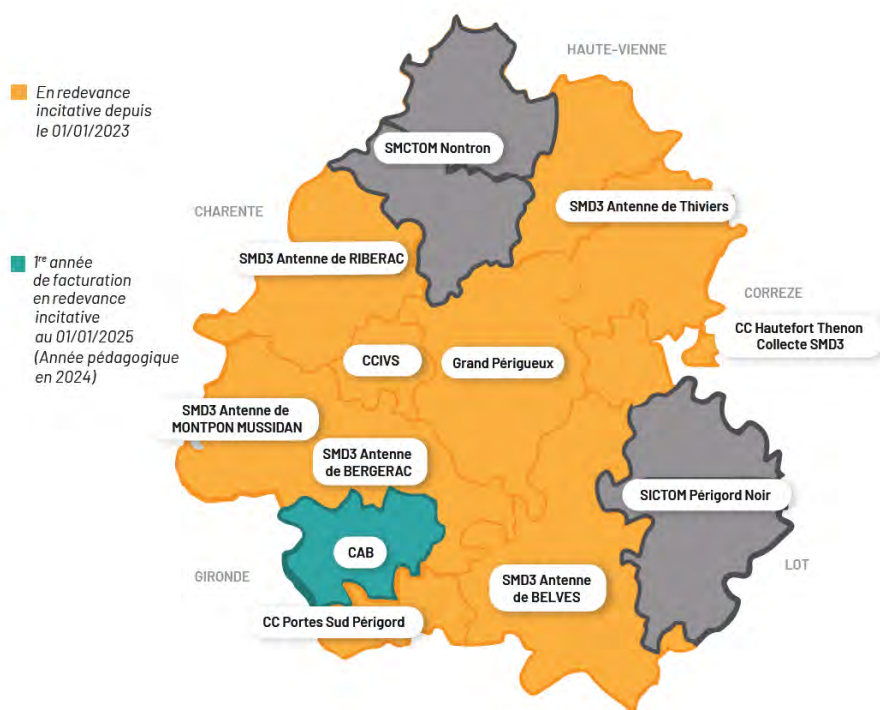 HAUTE-VIENNE
En redevance
incitative depuis
le 01/01/2023
SMCTOM Nontron
CHARENTE
SMD3 Antenne de Thiviers
SMD3 Antenne de RIBERAC
1re année
de facturation
en redevance
incitative
au 01/01/2025
(Année pédagogique
en 2024)
CORREZE
CC Hautefort Thenon
Collecte SMD3
CCIVS
Grand Périgueux
SMD3 Antenne de
MONTPON MUSSIDAN
SMD3 Antenne
de BERGERAC
SICTOM Périgord Noir
CAB
LOT
GIRONDE
SMD3 Antenne
de BELVES
CC Portes Sud Périgord